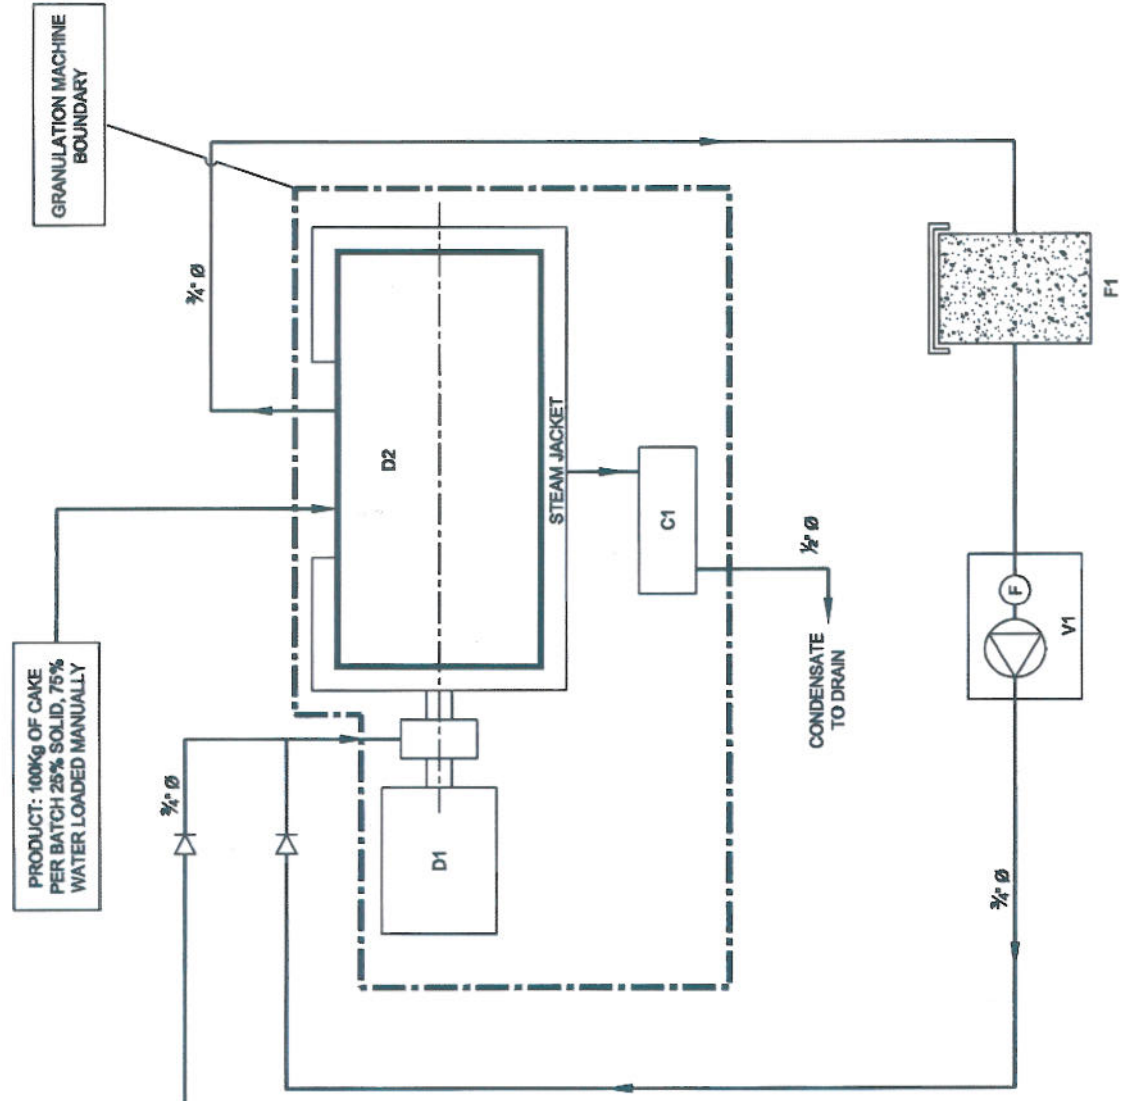 GRANULATION MACHINE
BOUNDARY
¾" Ø
PRODUCT: 100Kg OF CAKE
PER BATCH 25% SOLID, 75%
WATER LOADED MANUALLY
¾" Ø
D2
STEAM JACKET
D1
C1
½" Ø
CONDENSATE
TO DRAIN
F1
F
V1
¾" Ø